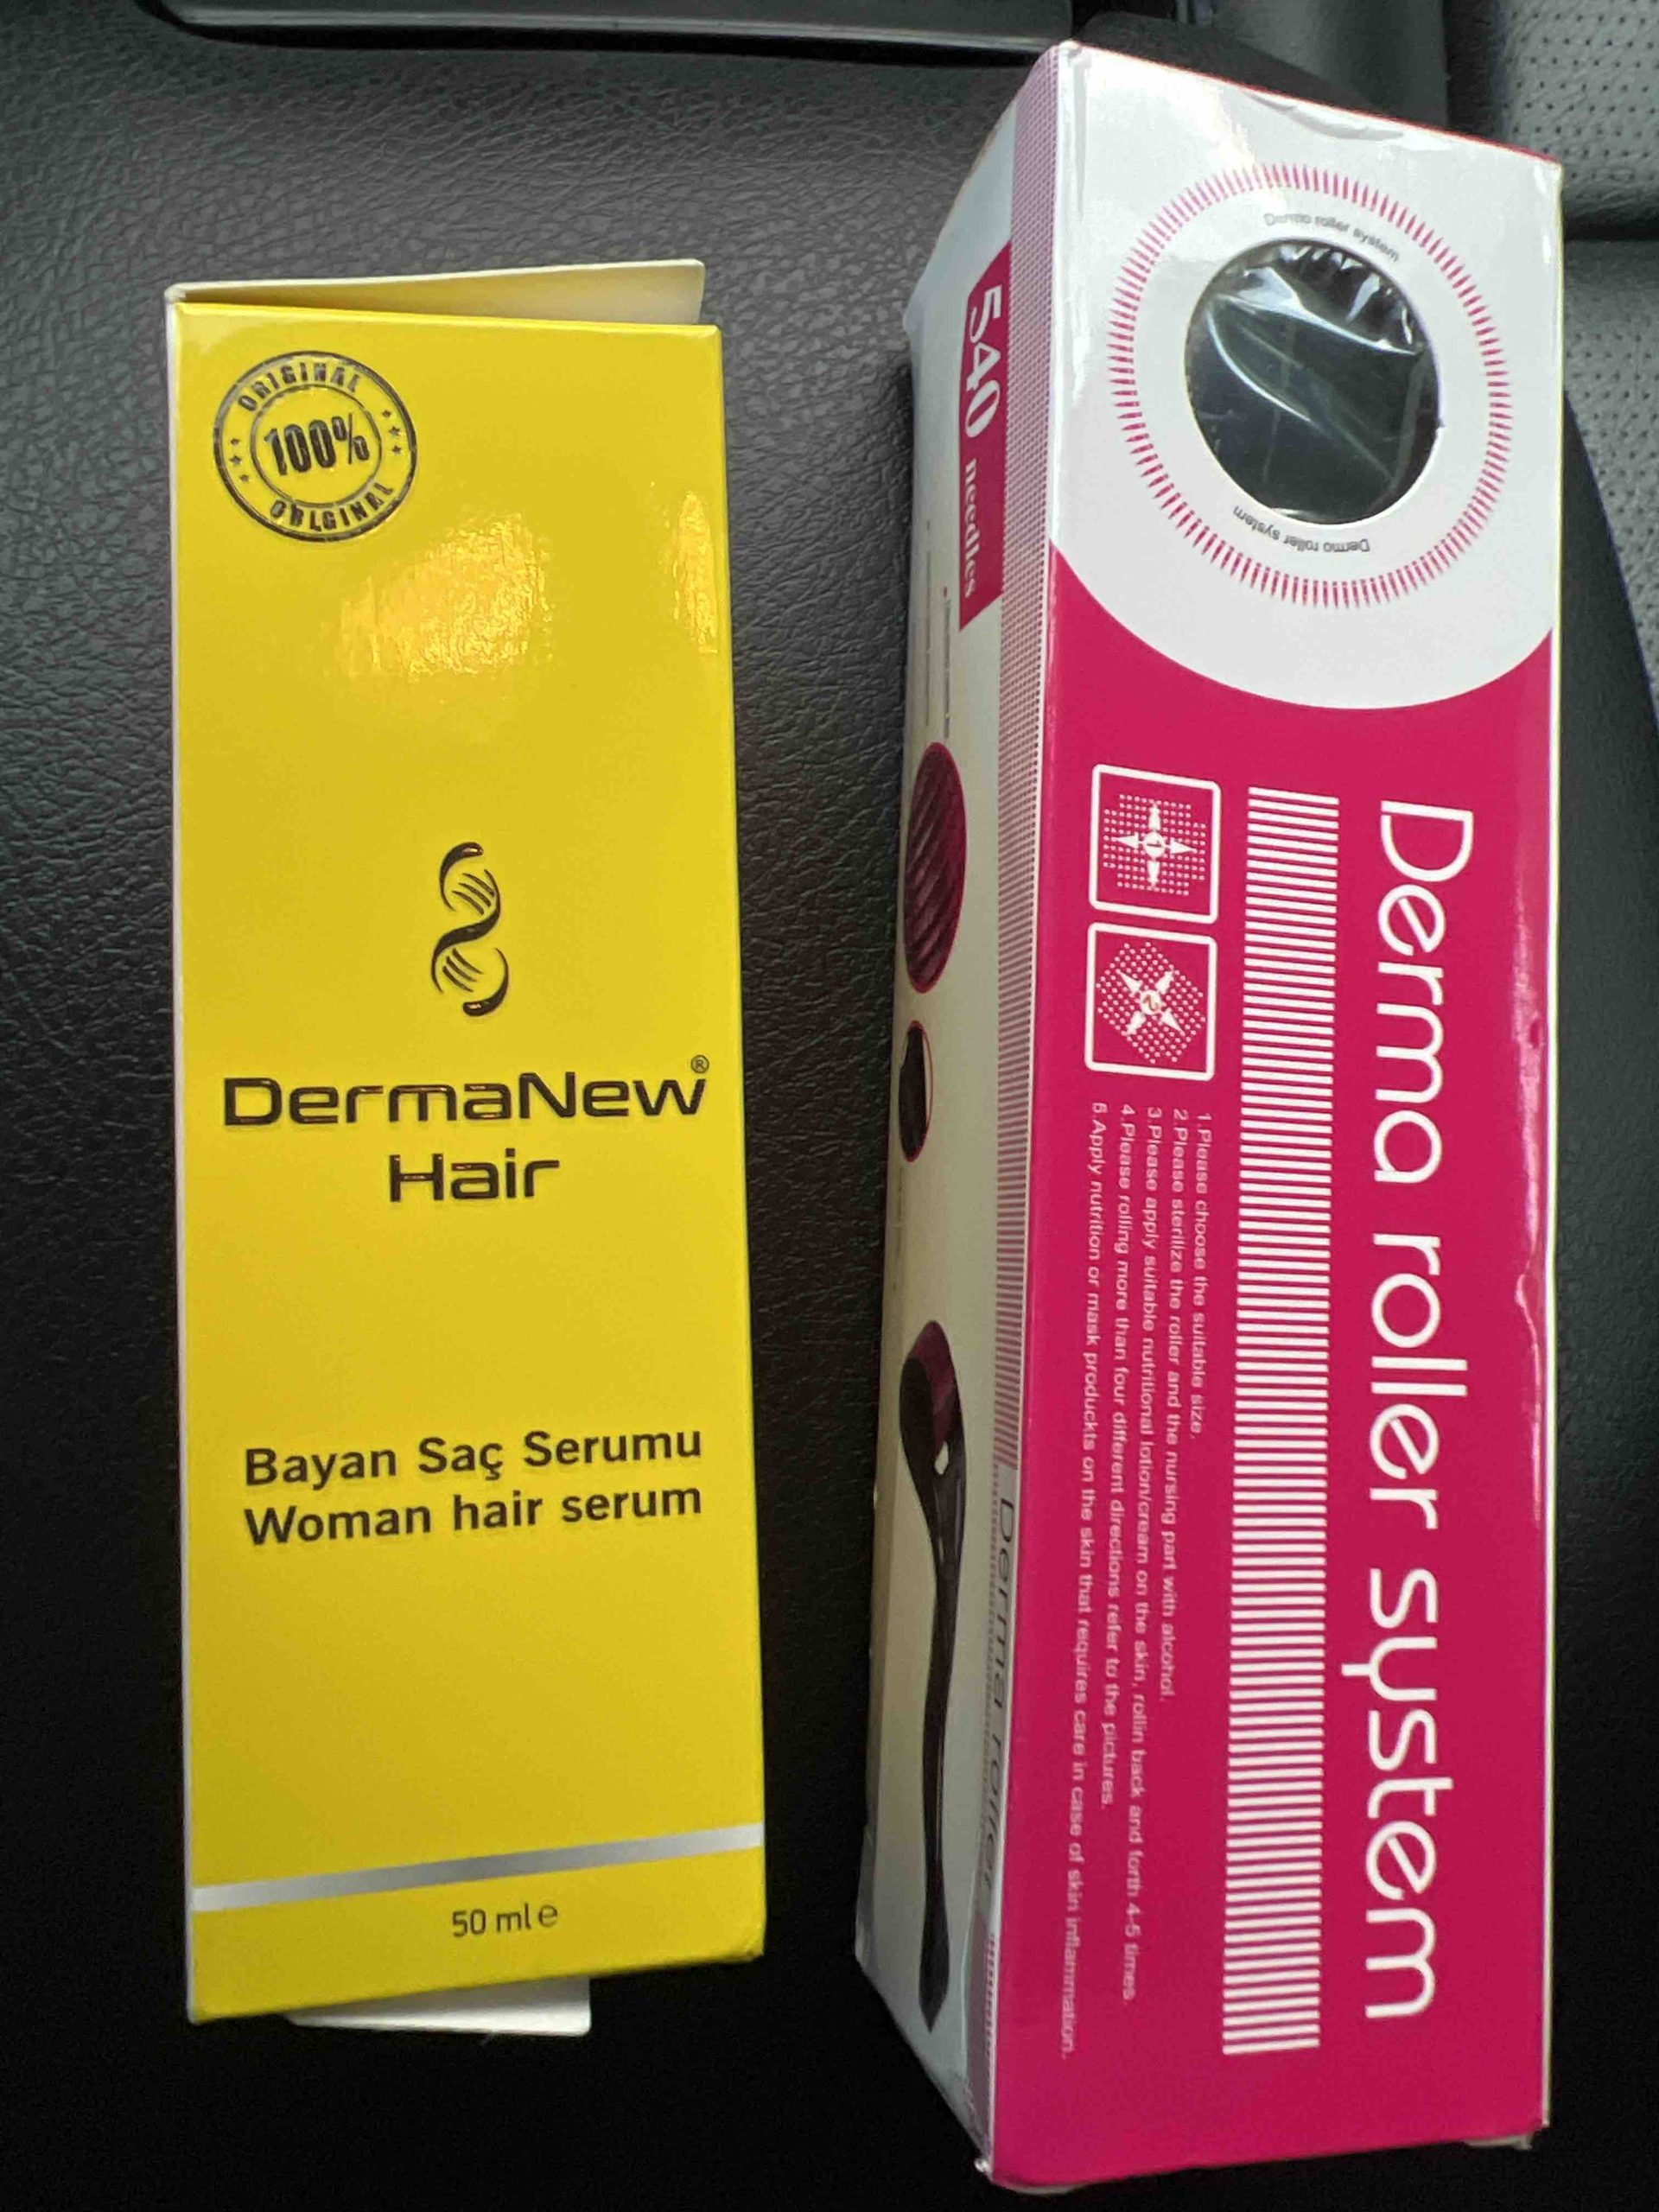 ORIGINAL
100%
ORLGINAL
DermaNew®
Hair
Bayan Saç Serumu
Woman hair serum
50 ml e
540 needles
Derma roller
Dermo roller system
Dermo roller system
Derma roller system
1
2
1.Please choose the suitable size.
2.Please sterilize the roller and the nursing part with alcohol.
3.Please apply suitable nutritional lotion/cream on the skin, rollin back and forth 4-5 times.
4.Please rolling more than four different directions refer to the pictures.
5.Apply nutrition or mask produckts on the skin that requires care in case of skin inflammation.